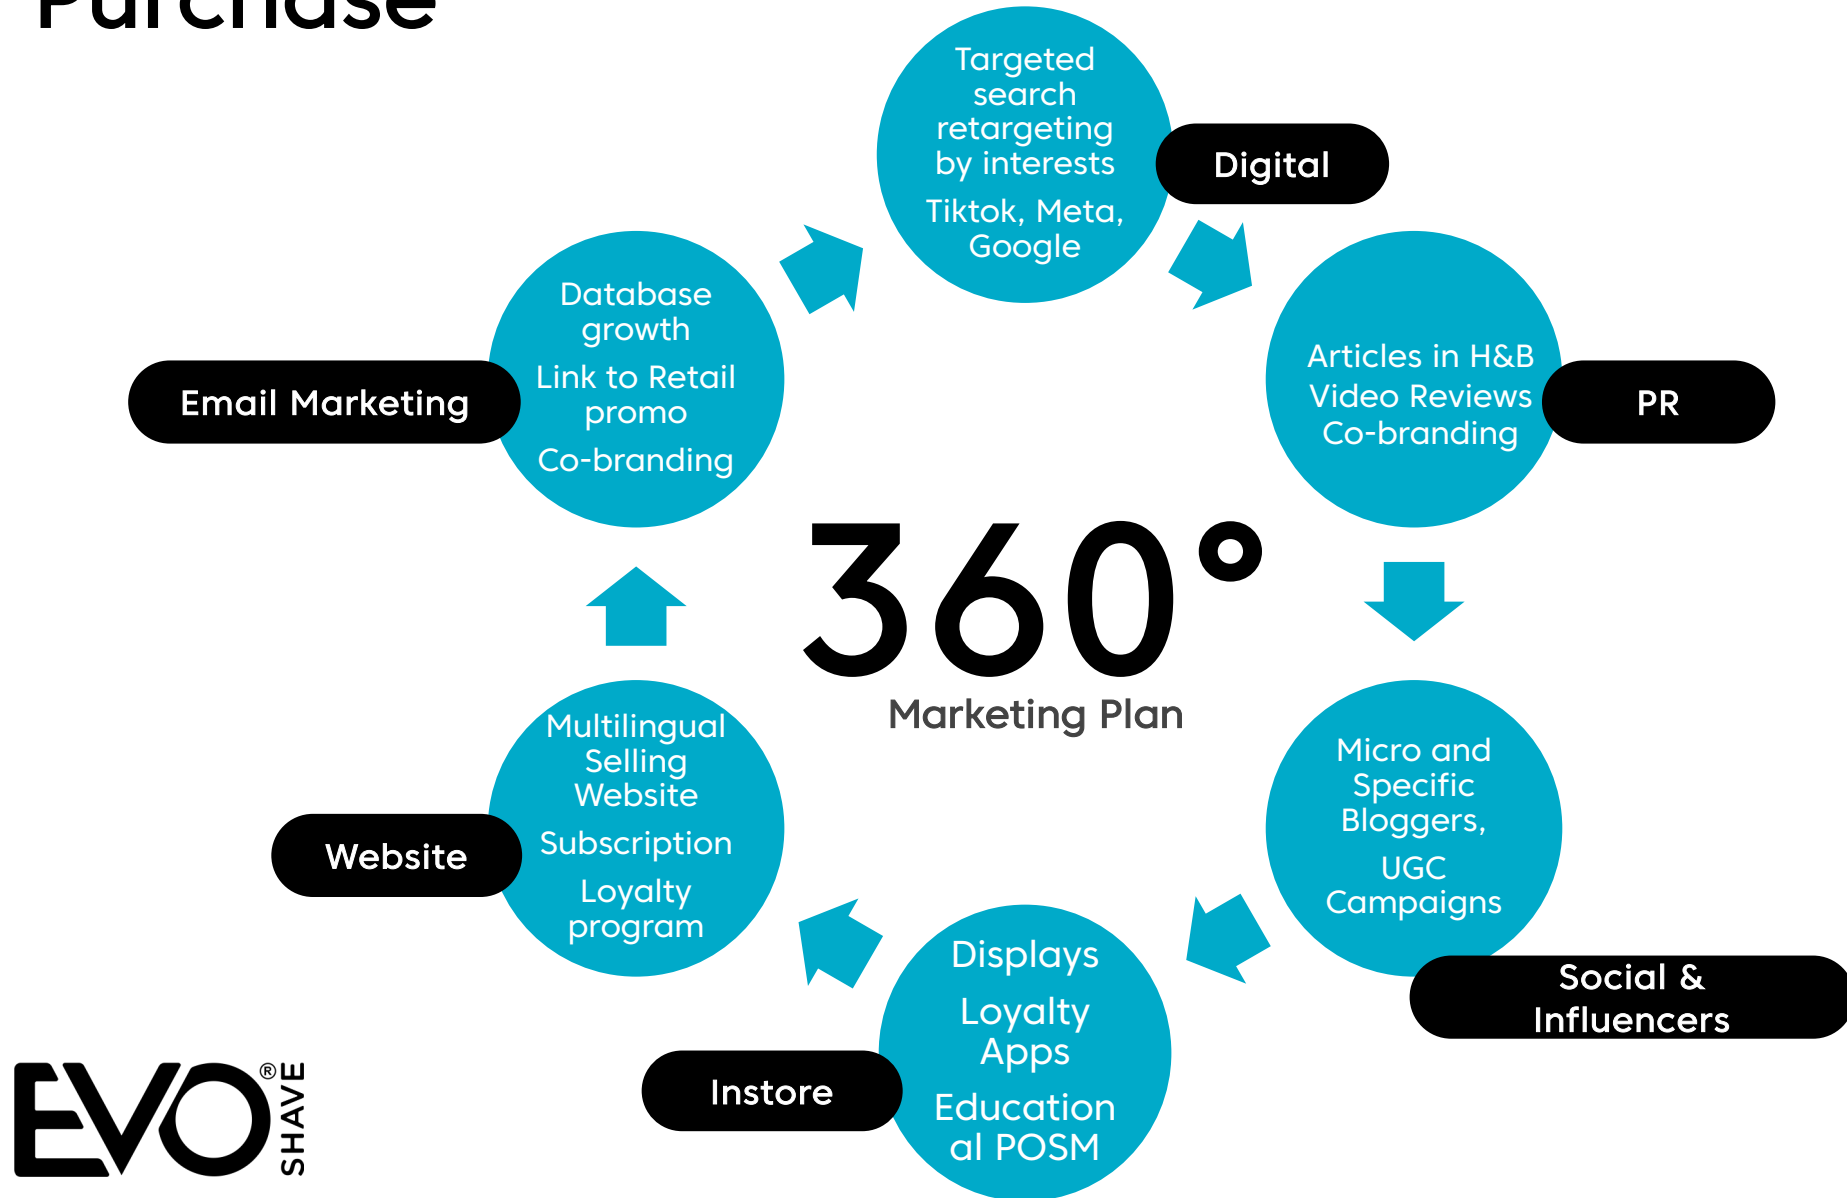 Purchase
Targeted
search
retargeting
by interests
Tiktok, Meta,
Google
Digital
Articles in H&B
Video Reviews
Co-branding
PR
Micro and
Specific
Bloggers,
UGC
Campaigns
Social &
Influencers
Displays
Loyalty
Apps
Education
al POSM
Instore
Multilingual
Selling
Website
Subscription
Loyalty
program
Website
Database
growth
Link to Retail
promo
Co-branding
Email Marketing
360°
Marketing Plan
EVO®
SHAVE